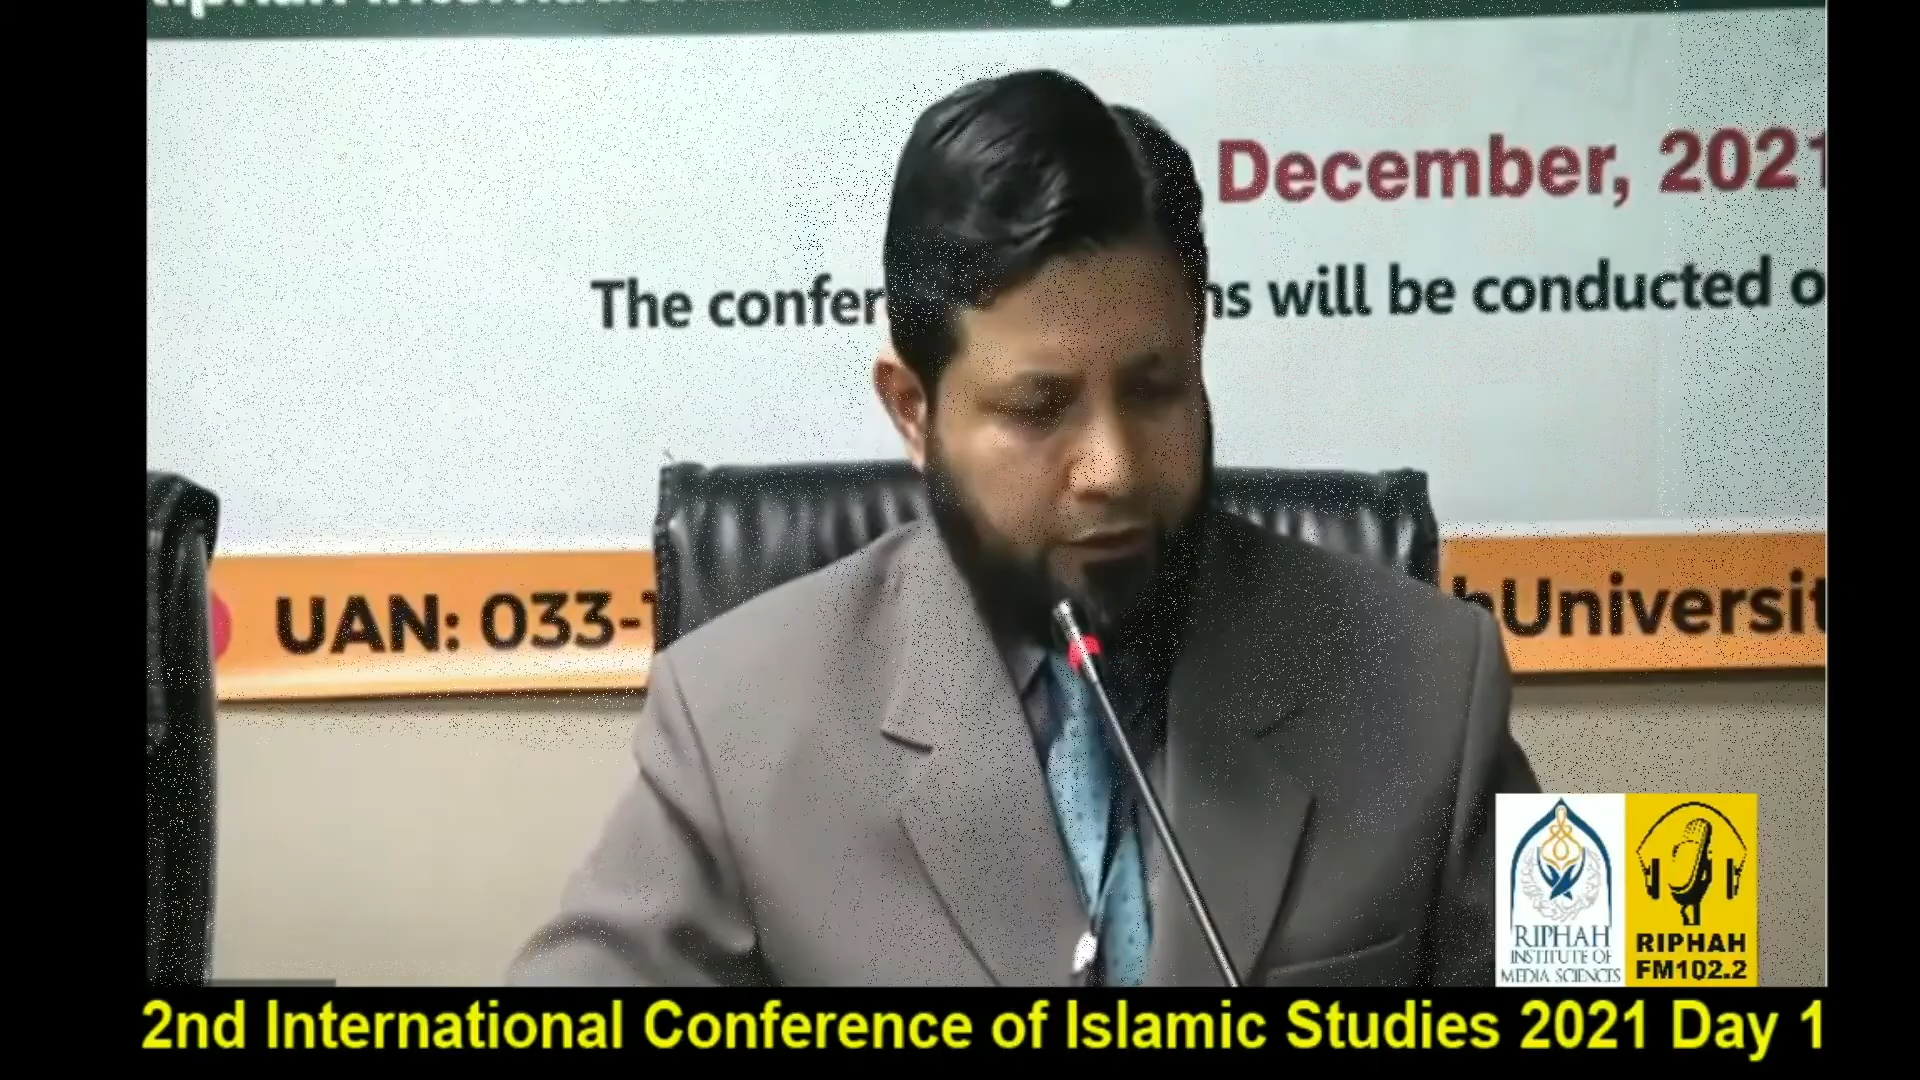 December, 2021
The confer ns will be conducted o
UAN: 033- hUniversit
RIPHAH
INSTITUTE OF
MEDIA SCIENCES
RIPHAH
FM102.2
2nd International Conference of Islamic Studies 2021 Day 1